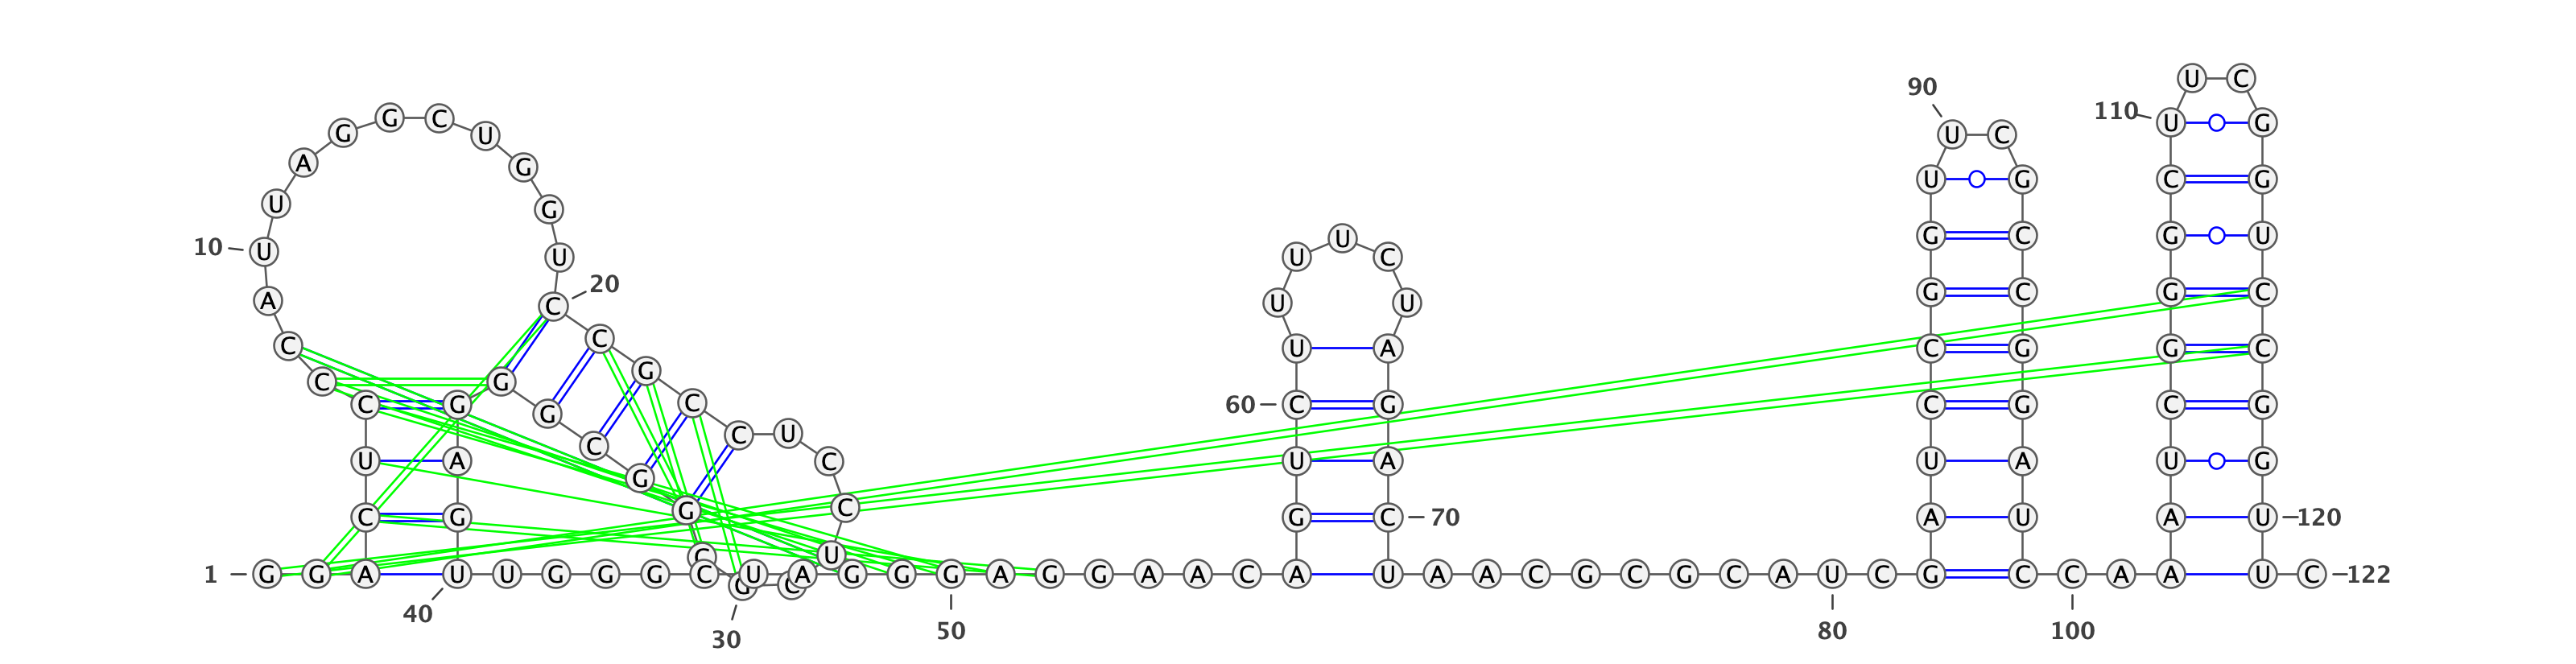 1
G G A C U C C C A U
10
U A G G C U G G U C
20
C G C C U C C U C G
30
C G G C G G G A G U
40
U G G G C U A G G G
50
A G G A A C A G U C
60
U U U U C U A G A C
70
U A A C G C G C A U
80
C G A U C C G G U U
90
C G C C G G A U C C
100
A A A U C G G G C U
110
U C G G U C C G G U
120
U C
122